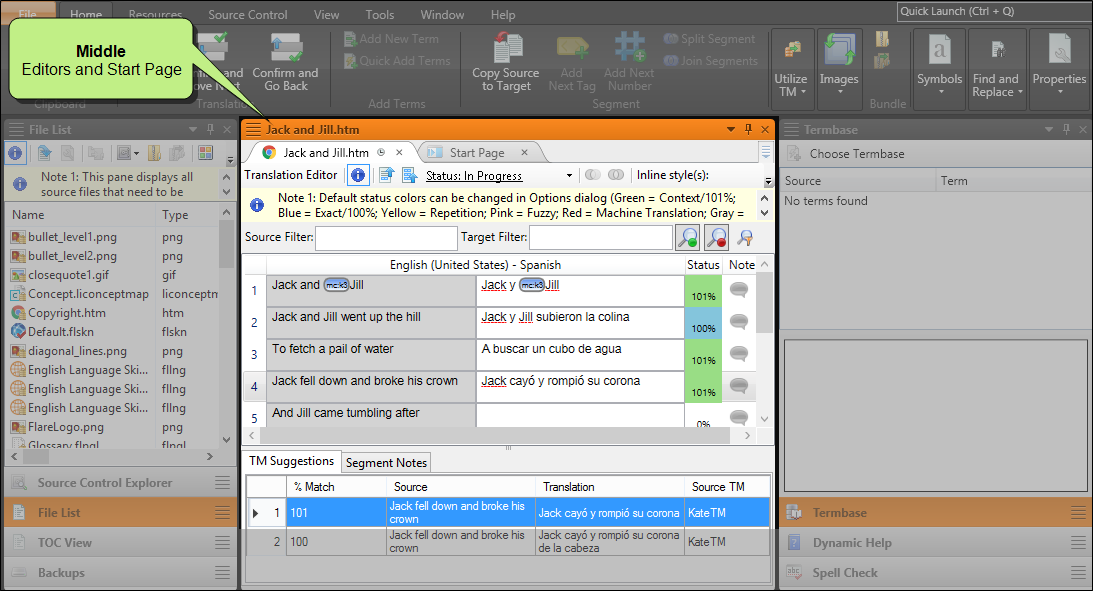 File
Home
Resources
Source Control
View
Tools
Window
Help
Quick Launch (Ctrl + Q)
Middle
Editors and Start Page
and
Confirm and
Go Back
Add New Term
Quick Add Terms
Add Terms
Copy Source
to Target
Add
Next Tag
Add Next
Number
Split Segment
Join Segments
Segment
Utilize
TM
Images
Bundle
Symbols
Find and
Replace
Properties
Clipboard
File List
Note 1: This pane displays all
source files that need to be
Name Type
bullet_level1.png png
bullet_level2.png png
closequote1.gif gif
Concept.liconceptmap liconceptm
Copyright.htm htm
Default.flskn flskn
diagonal_lines.png png
English Language Ski... fllng
English Language Ski... fllng
English Language Ski... fllng
FlareLogo.png png
Glossary.flngl flngl
Source Control Explorer
File List
TOC View
Backups
Jack and Jill.htm
Jack and Jill.htm
Start Page
Translation Editor
Status: In Progress
Inline style(s):
Note 1: Default status colors can be changed in Options dialog (Green = Context/101%;
Blue = Exact/100%; Yellow = Repetition; Pink = Fuzzy; Red = Machine Translation; Gray =
Source Filter:
Target Filter:
English (United States) - Spanish Status Note
1 Jack and mc:k3 Jill Jack y mc:k3 Jill 101%
2 Jack and Jill went up the hill Jack y Jill subieron la colina 100%
3 To fetch a pail of water A buscar un cubo de agua 101%
4 Jack fell down and broke his crown Jack cayó y rompió su corona 101%
5 And Jill came tumbling after 0%
TM Suggestions
Segment Notes
% Match Source Translation Source TM
1 101 Jack fell down and broke his
crown Jack cayó y rompió su corona KateTM
2 100 Jack fell down and broke his
crown Jack cayó y rompió su corona
de la cabeza KateTM
Termbase
Choose Termbase
Source Term
No terms found
Termbase
Dynamic Help
Spell Check